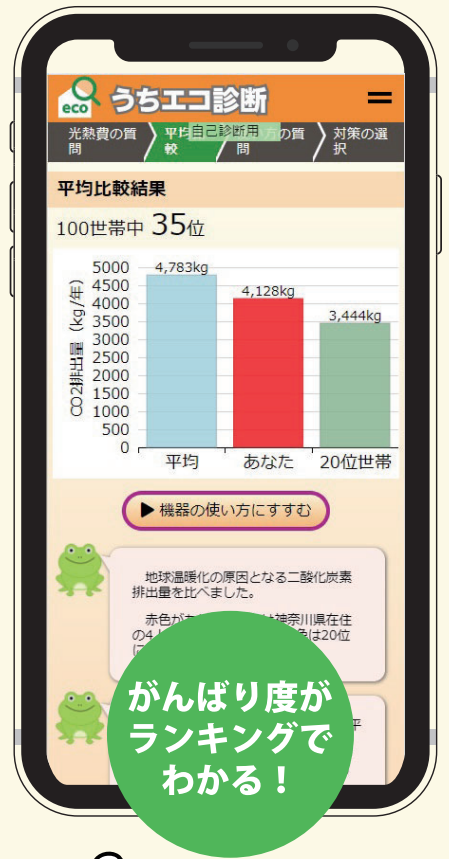 eco うちエコ診断
光熱費の質問
平均 較
自己診断用
方の質問
対策の選択
平均比較結果
100世帯中 35位
CO2排出量（kg/年）
5000
4500
4000
3500
3000
2500
2000
1500
1000
500
0
4,783kg
4,128kg
3,444kg
平均 あなた 20位世帯
▶ 機器の使い方にすすむ
地球温暖化の原因となる二酸化炭素
排出量を比べました。
赤色が 神奈川県在住
の4 は20位
がんばり度が
ランキングで
わかる！